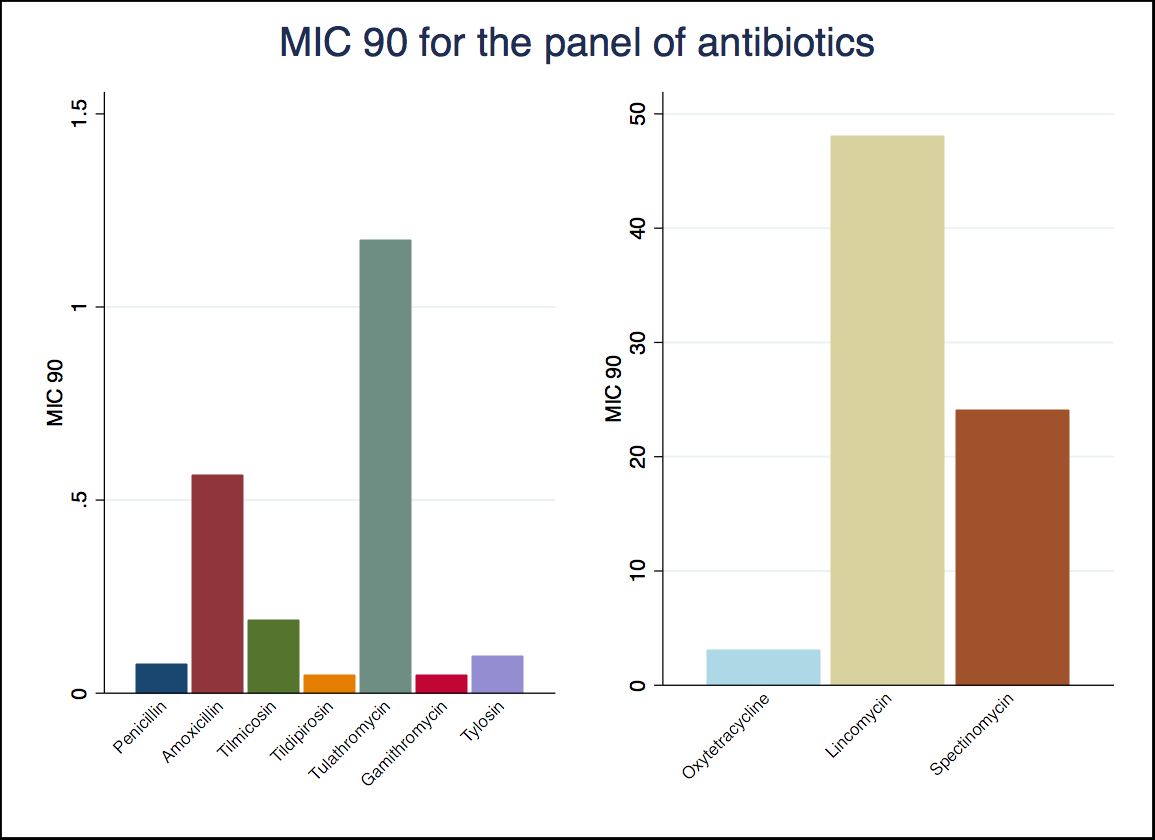 MIC 90 for the panel of antibiotics
MIC 90
1.5
1
.5
0
Penicillin
Amoxicillin
Tilmicosin
Tildipirosin
Tulathromycin
Gamithromycin
Tylosin
MIC 90
50
40
30
20
10
0
Oxytetracycline
Lincomycin
Spectinomycin